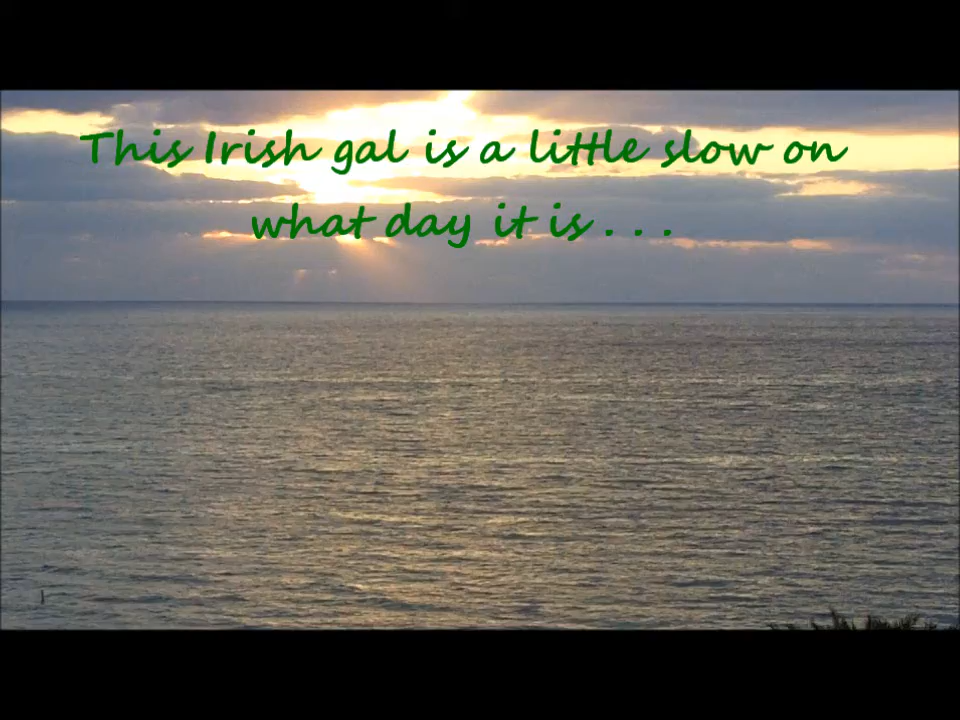 This Irish gal is a little slow on
what day it is . . .